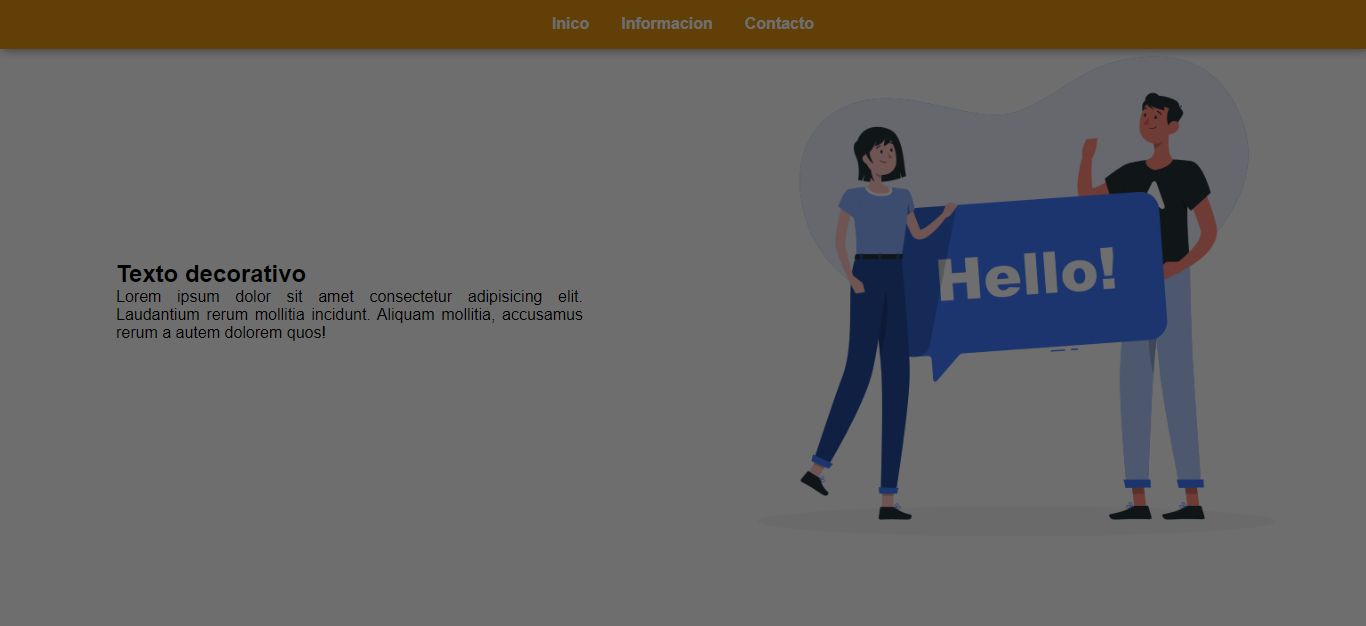 Inico Informacion Contacto
Texto decorativo
Lorem ipsum dolor sit amet consectetur adipisicing elit.
Laudantium rerum mollitia incidunt. Aliquam mollitia, accusamus
rerum a autem dolorem quos!
Hello!